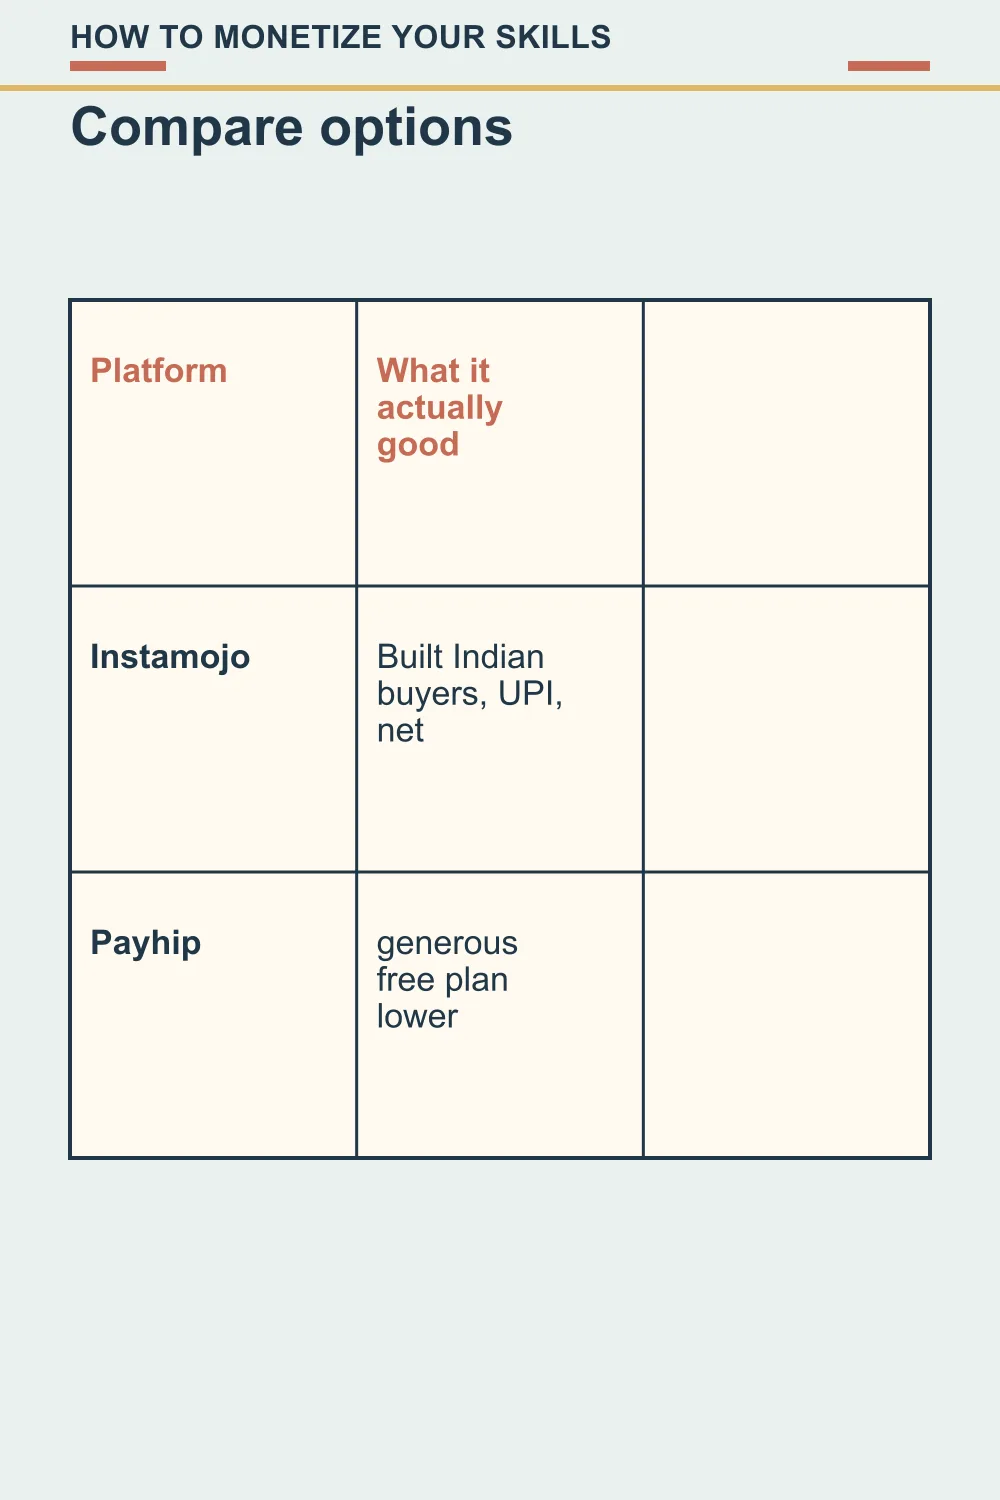 HOW TO MONETIZE YOUR SKILLS
Compare options
Platform
What it
actually
good
Instamojo
Built Indian
buyers, UPI,
net
Payhip
generous
free plan
lower